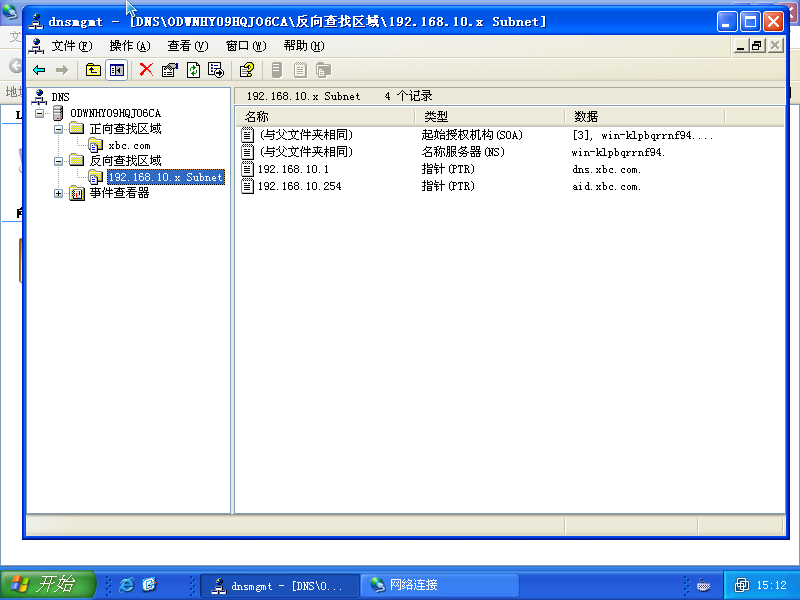 dnsmgmt - [DNS\ODWNHYO9HQJO6CA\反向查找区域\192.168.10.x Subnet]
文件(F) 操作(A) 查看(V) 窗口(W) 帮助(H)
DNS
ODWNHYO9HQJO6CA
正向查找区域
xbc.com
反向查找区域
192.168.10.x Subnet
事件查看器
192.168.10.x Subnet 4 个记录
名称 类型 数据
(与父文件夹相同) 起始授权机构(SOA) [3], win-klpbqrrnf94....
(与父文件夹相同) 名称服务器(NS) win-klpbqrrnf94.
192.168.10.1 指针(PTR) dns.xbc.com.
192.168.10.254 指针(PTR) aid.xbc.com.
开始 dnsmgmt - [DNS\O... 网络连接 15:12